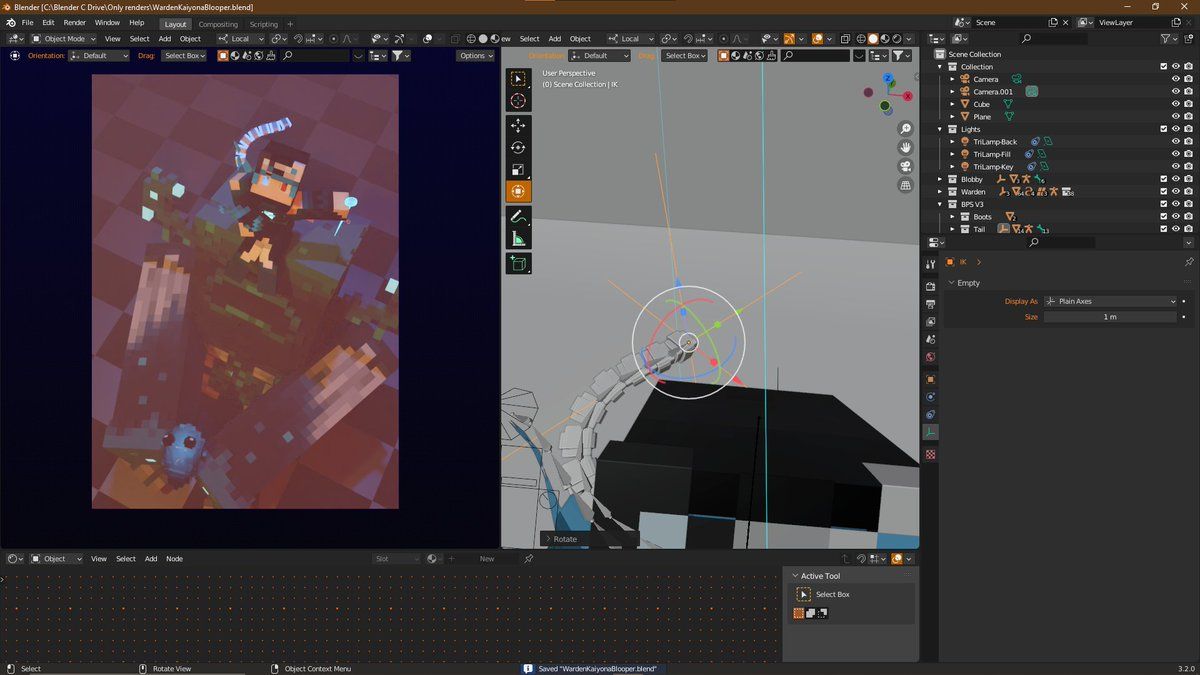 Blender [C:\Blender C Drive\Only renders\WardenKaiyonaBlooper.blend]
File Edit Render Window Help Layout Compositing Scripting + Scene ViewLayer
Object Mode View Select Add Object Local Select Add Object Local
Orientation: Default Drag: Select Box Options Orientation: Default Drag: Select Box
User Perspective
(0) Scene Collection | IK
Z
X
Scene Collection
Collection
Camera
Camera.001
Cube
Plane
Lights
TriLamp-Back
TriLamp-Fill
TriLamp-Key
Blobby
Warden
BPS V3
Boots
Tail
IK
Empty
Display As Plain Axes
Size 1 m
Rotate
Object View Select Add Node Slot New
Active Tool
Select Box
Select Rotate View Object Context Menu Saved "WardenKaiyonaBlooper.blend" 3.2.0